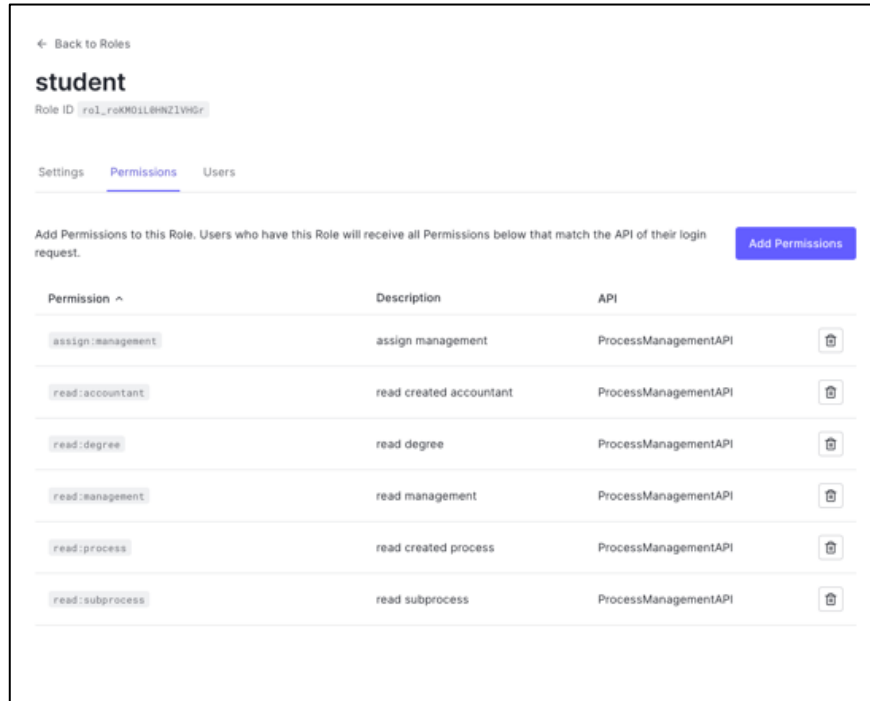 ← Back to Roles
student
Role ID rol_roKMOiL0HNZlVHGr
Settings Permissions Users
Add Permissions to this Role. Users who have this Role will receive all Permissions below that match the API of their login
request.
Add Permissions
Permission Description API
assign:management assign management ProcessManagementAPI
read:accountant read created accountant ProcessManagementAPI
read:degree read degree ProcessManagementAPI
read:management read management ProcessManagementAPI
read:process read created process ProcessManagementAPI
read:subprocess read subprocess ProcessManagementAPI